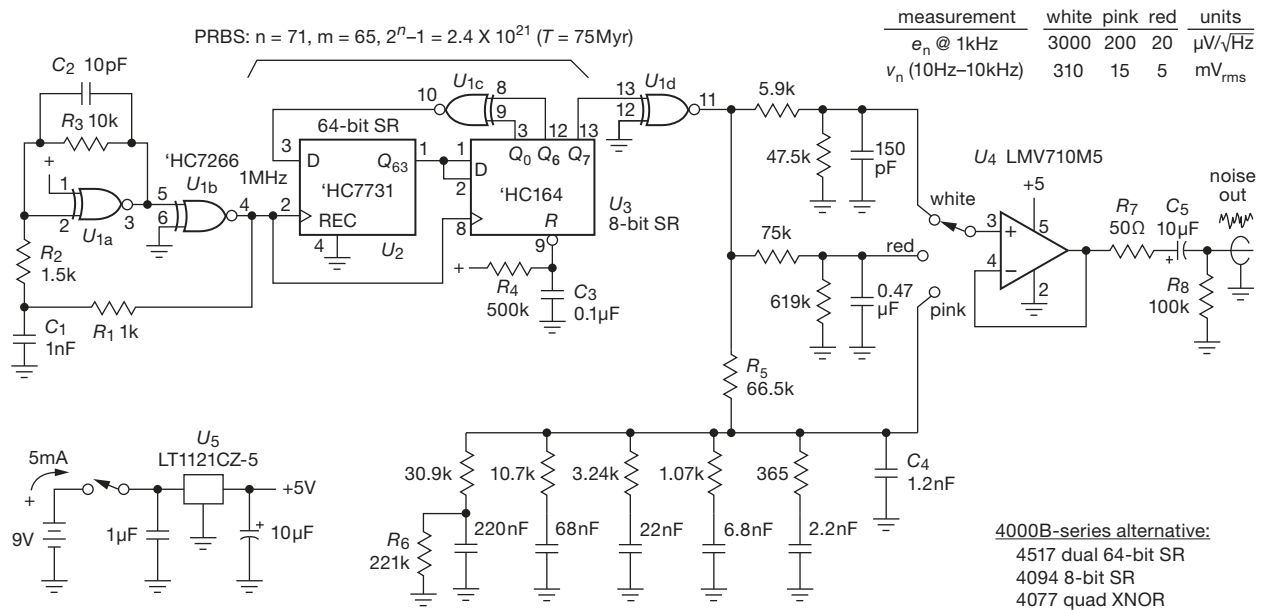 PRBS: n = 71, m = 65, 2ⁿ–1 = 2.4 X 10²¹ (T = 75Myr)
measurement white pink red units
eₙ @ 1kHz 3000 200 20 μV/√Hz
vₙ (10Hz–10kHz) 310 15 5 mVrms
C₂ 10pF
R₃ 10k
+
1
2
3
U₁ₐ
'HC7266
U₁b
5
6
4
1MHz
R₂
1.5k
R₁ 1k
C₁
1nF
64-bit SR
3
D
Q₆₃
1
'HC7731
2
REC
4
U₂
10
U₁c
8
9
3
12
13
Q₀ Q₆ Q₇
1
D
2
'HC164
8
R
9
U₃
8-bit SR
+
R₄
500k
C₃
0.1μF
U₁d
13
12
11
5.9k
47.5k
150
pF
white
75k
red
619k
0.47
μF
pink
U₄ LMV710M5
+5
3
+
5
4
–
2
1
R₇
50Ω
C₅
10μF
+
noise
out
R₈
100k
R₅
66.5k
30.9k
10.7k
3.24k
1.07k
365
C₄
1.2nF
R₆
221k
220nF
68nF
22nF
6.8nF
2.2nF
5mA
+
9V
U₅
LT1121CZ-5
+5V
1μF
+
10μF
4000B-series alternative:
4517 dual 64-bit SR
4094 8-bit SR
4077 quad XNOR